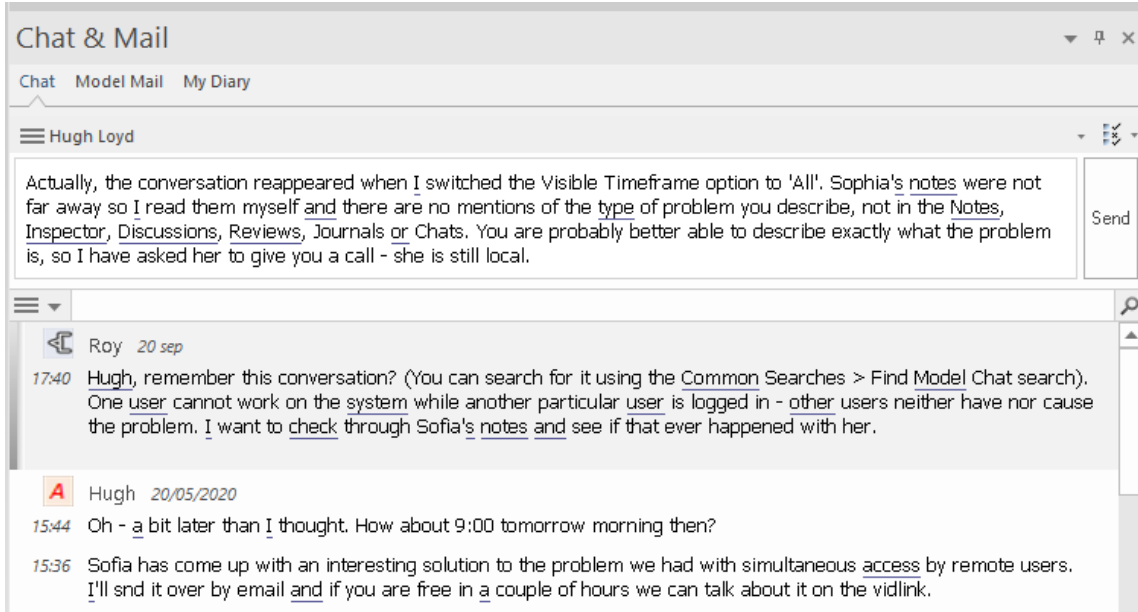 Chat & Mail
Chat Model Mail My Diary
Hugh Loyd
Actually, the conversation reappeared when I switched the Visible Timeframe option to 'All'. Sophia's notes were not
far away so I read them myself and there are no mentions of the type of problem you describe, not in the Notes,
Inspector, Discussions, Reviews, Journals or Chats. You are probably better able to describe exactly what the problem
is, so I have asked her to give you a call - she is still local.
Send
Roy 20 sep
17:40 Hugh, remember this conversation? (You can search for it using the Common Searches > Find Model Chat search).
One user cannot work on the system while another particular user is logged in - other users neither have nor cause
the problem. I want to check through Sofia's notes and see if that ever happened with her.
A Hugh 20/05/2020
15:44 Oh - a bit later than I thought. How about 9:00 tomorrow morning then?
15:36 Sofia has come up with an interesting solution to the problem we had with simultaneous access by remote users.
I'll snd it over by email and if you are free in a couple of hours we can talk about it on the vidlink.